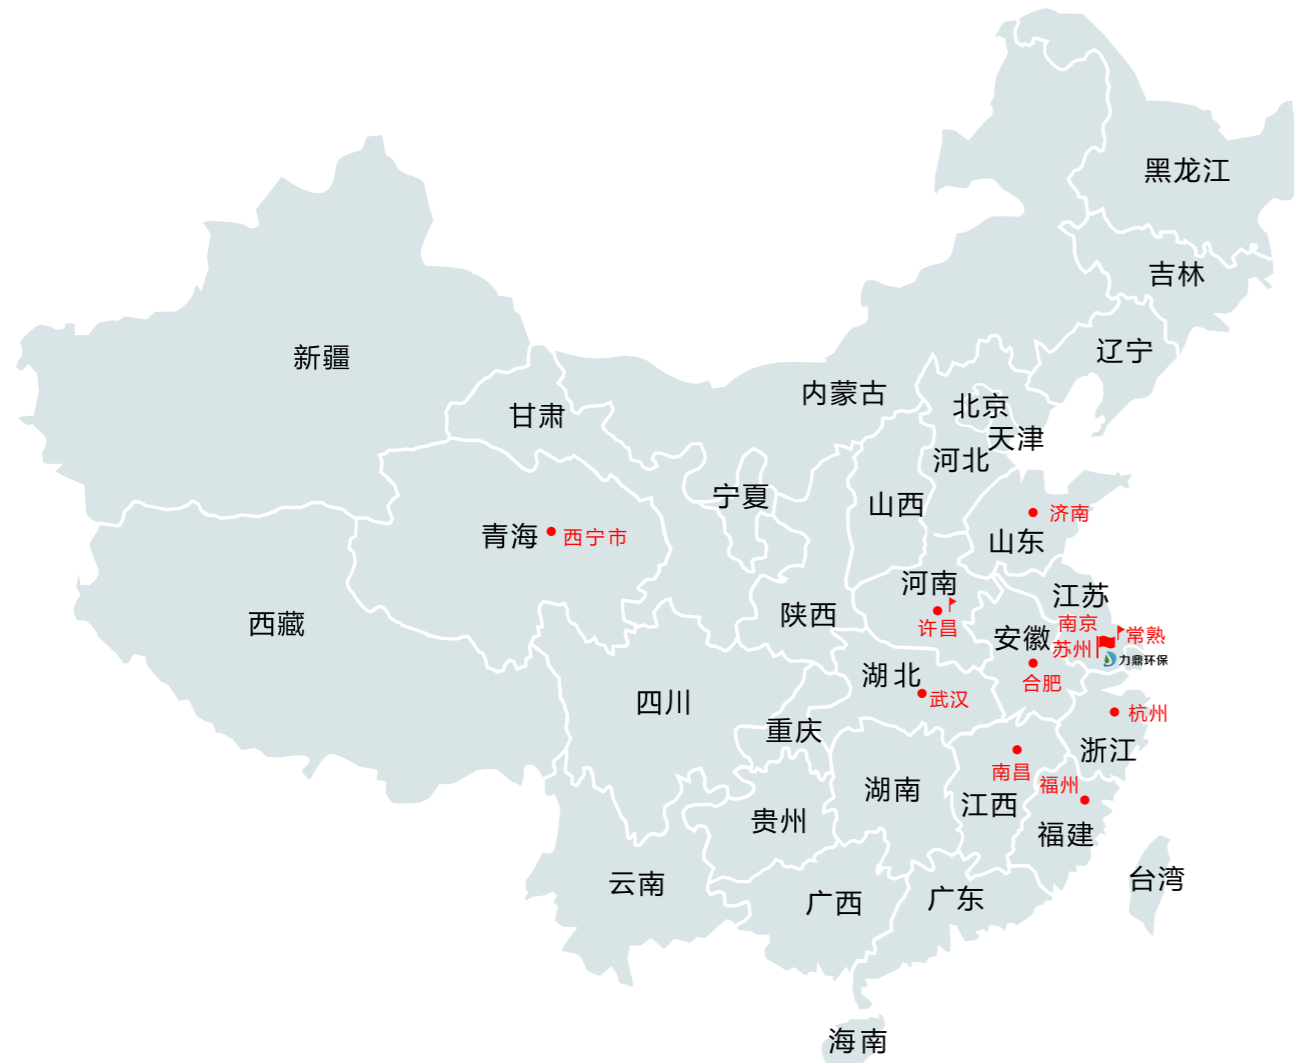 黑龙江
吉林
辽宁
新疆
内蒙古
甘肃
北京
天津
河北
宁夏
山西
济南
青海
西宁市
山东
河南
江苏
陕西
许昌
南京
常熟
西藏
安徽
苏州
力鼎环保
湖北
合肥
四川
武汉
杭州
重庆
浙江
南昌
福州
湖南
江西
贵州
福建
云南
台湾
广西
广东
海南